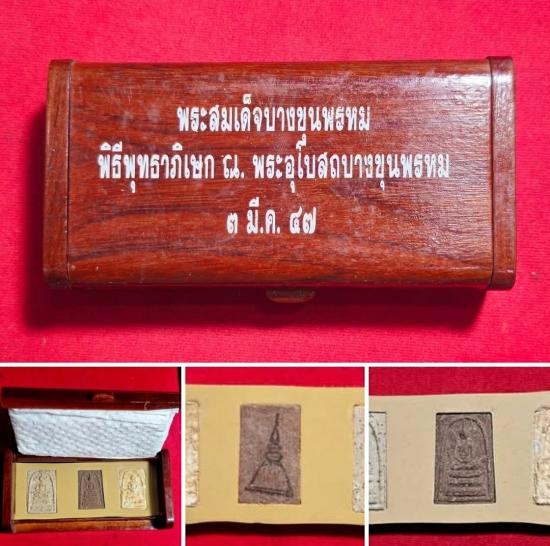 พระสมเด็จบางขุนพรหม
พิธีพุทธาภิเษก ณ. พระอุโบสถบางขุนพรหม
๓ มี.ค. ๔๗